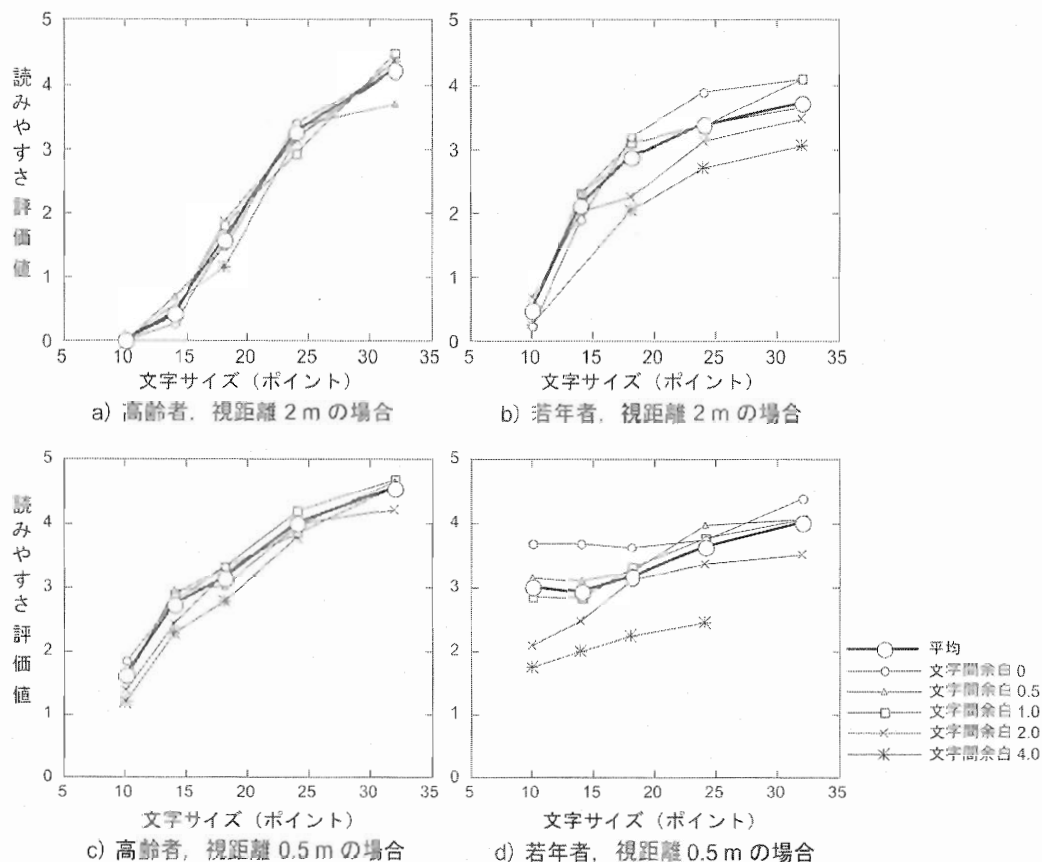 読みやすさ評価値
5
4
3
2
1
0
5 10 15 20 25 30 35
文字サイズ（ポイント）
a) 高齢者，視距離 2 m の場合
5
4
3
2
1
0
5 10 15 20 25 30 35
文字サイズ（ポイント）
b) 若年者，視距離 2 m の場合
読みやすさ評価値
5
4
3
2
1
0
5 10 15 20 25 30 35
文字サイズ（ポイント）
c) 高齢者，視距離 0.5 m の場合
5
4
3
2
1
0
5 10 15 20 25 30 35
文字サイズ（ポイント）
d) 若年者，視距離 0.5 m の場合
平均
文字間余白 0
文字間余白 0.5
文字間余白 1.0
文字間余白 2.0
文字間余白 4.0